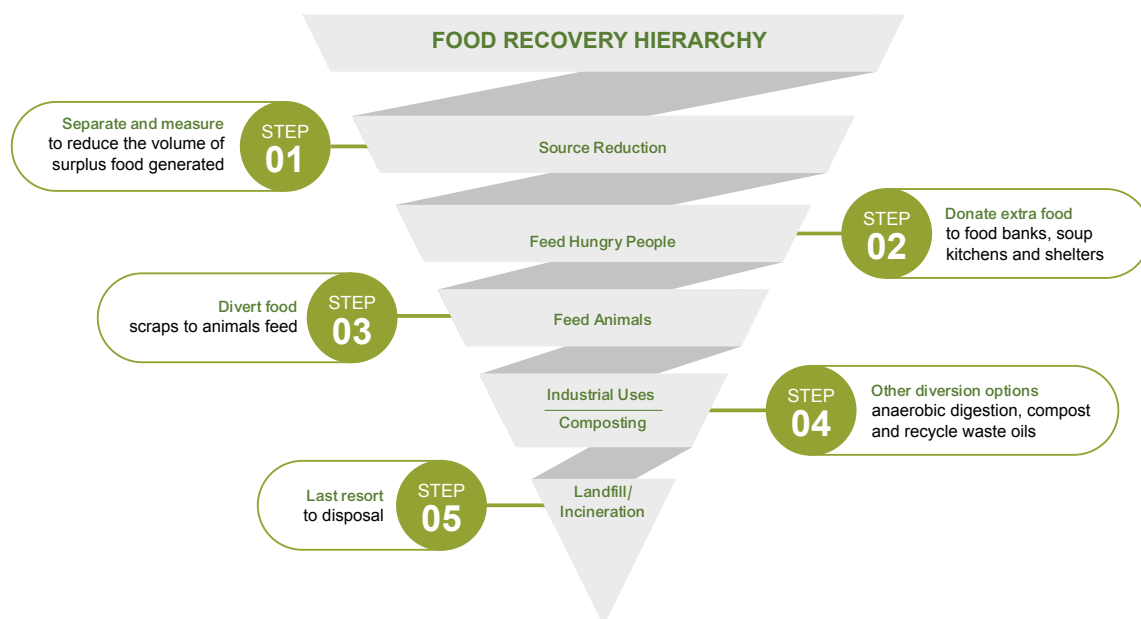 FOOD RECOVERY HIERARCHY
Separate and measure
to reduce the volume of
surplus food generated
STEP
01
Source Reduction
Feed Hungry People
STEP
02
Donate extra food
to food banks, soup
kitchens and shelters
Divert food
scraps to animals feed
STEP
03
Feed Animals
Industrial Uses
Composting
STEP
04
Other diversion options
anaerobic digestion, compost
and recycle waste oils
Last resort
to disposal
STEP
05
Landfill/
Incineration